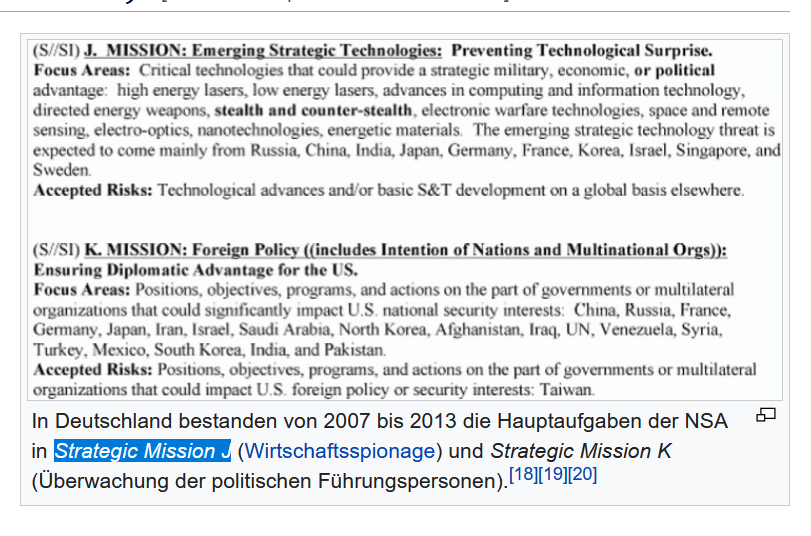 (S//SI) J. MISSION: Emerging Strategic Technologies: Preventing Technological Surprise.
Focus Areas: Critical technologies that could provide a strategic military, economic, or political
advantage: high energy lasers, low energy lasers, advances in computing and information technology,
directed energy weapons, stealth and counter-stealth, electronic warfare technologies, space and remote
sensing, electro-optics, nanotechnologies, energetic materials. The emerging strategic technology threat is
expected to come mainly from Russia, China, India, Japan, Germany, France, Korea, Israel, Singapore, and
Sweden.
Accepted Risks: Technological advances and/or basic S&T development on a global basis elsewhere.
(S//SI) K. MISSION: Foreign Policy ((includes Intention of Nations and Multinational Orgs)):
Ensuring Diplomatic Advantage for the US.
Focus Areas: Positions, objectives, programs, and actions on the part of governments or multilateral
organizations that could significantly impact U.S. national security interests: China, Russia, France,
Germany, Japan, Iran, Israel, Saudi Arabia, North Korea, Afghanistan, Iraq, UN, Venezuela, Syria,
Turkey, Mexico, South Korea, India, and Pakistan.
Accepted Risks: Positions, objectives, programs, and actions on the part of governments or multilateral
organizations that could impact U.S. foreign policy or security interests: Taiwan.
In Deutschland bestanden von 2007 bis 2013 die Hauptaufgaben der NSA
in Strategic Mission J (Wirtschaftsspionage) und Strategic Mission K
(Überwachung der politischen Führungspersonen).[18][19][20]